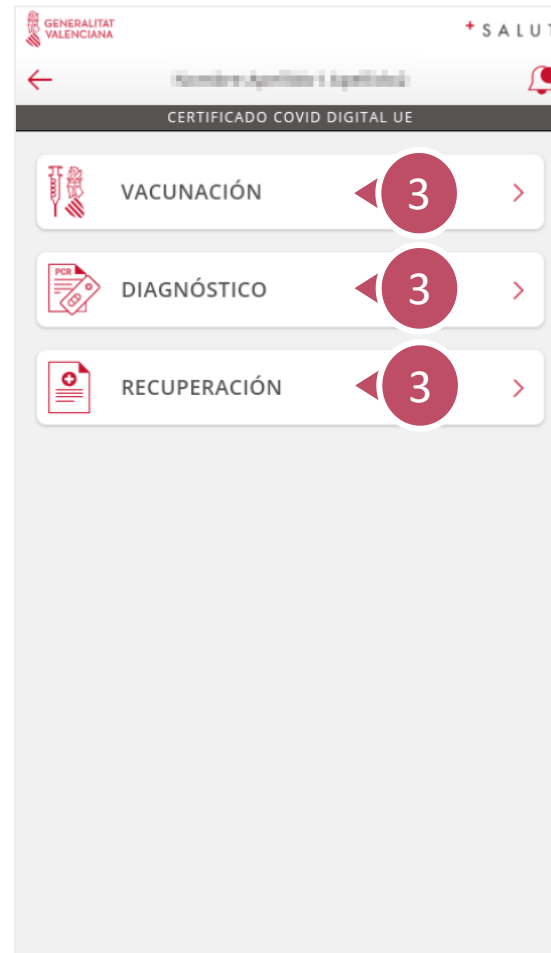 GENERALITAT
VALENCIANA
+SALUT
CERTIFICADO COVID DIGITAL UE
VACUNACIÓN
3
PCR
DIAGNÓSTICO
3
RECUPERACIÓN
3